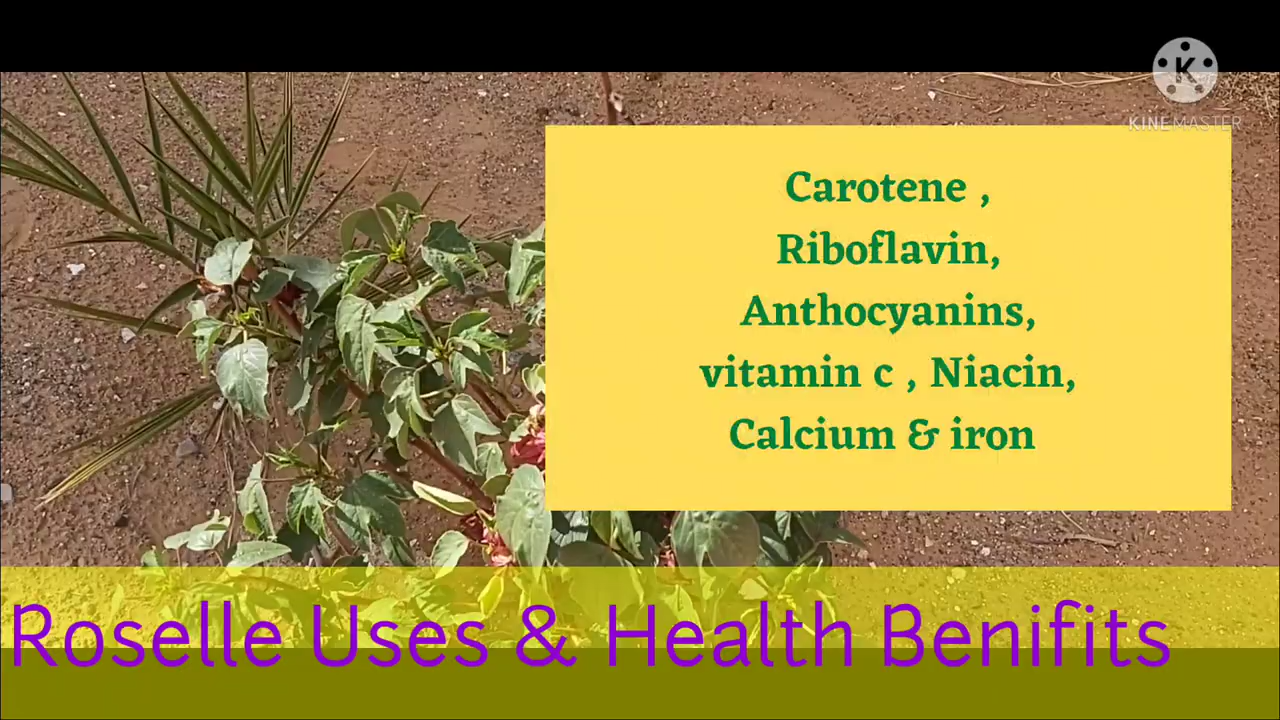 K
KINEMASTER
Carotene ,
Riboflavin,
Anthocyanins,
vitamin c , Niacin,
Calcium & iron
Roselle Uses & Health Benifits